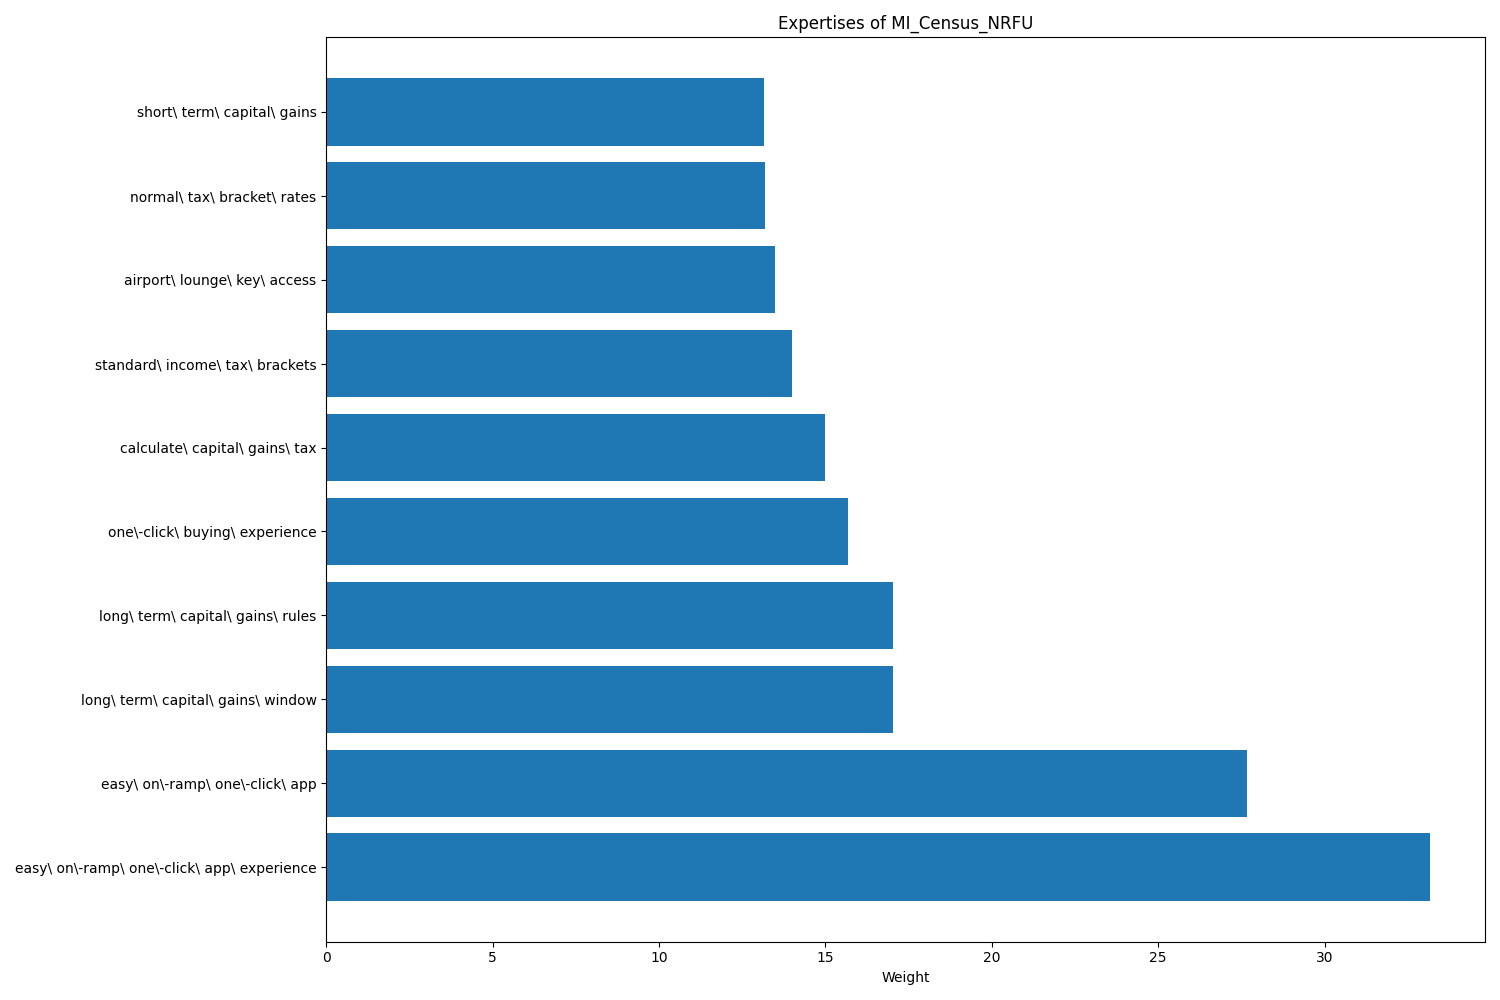 Expertises of MI_Census_NRFU
short\ term\ capital\ gains
normal\ tax\ bracket\ rates
airport\ lounge\ key\ access
standard\ income\ tax\ brackets
calculate\ capital\ gains\ tax
one\-click\ buying\ experience
long\ term\ capital\ gains\ rules
long\ term\ capital\ gains\ window
easy\ on\-ramp\ one\-click\ app
easy\ on\-ramp\ one\-click\ app\ experience
0 5 10 15 20 25 30
Weight